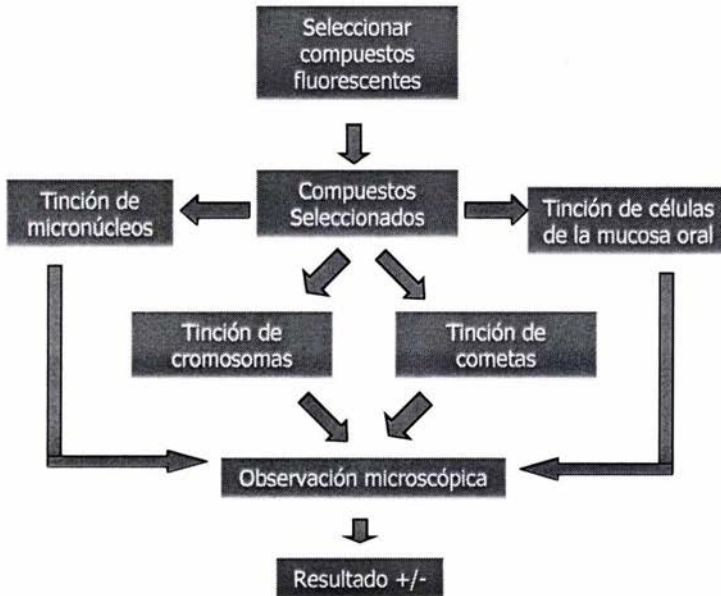 Seleccionar
compuestos
fluorescentes
Compuestos
Seleccionados
Tinción de
micronúcleos
Tinción de células
de la mucosa oral
Tinción de
cromosomas
Tinción de
cometas
Observación microscópica
Resultado +/-